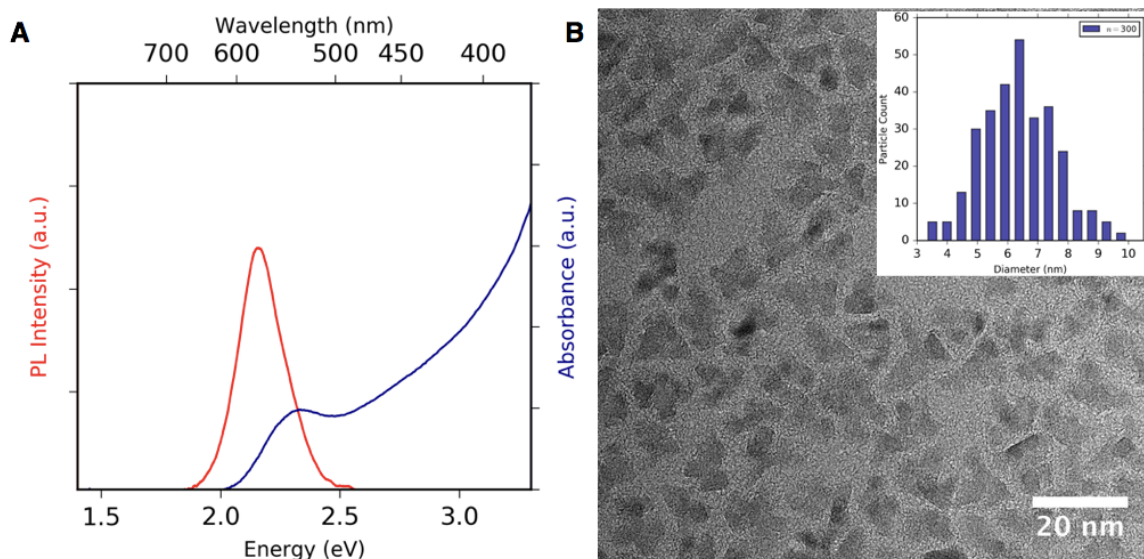 A
Wavelength (nm)
700 600 500 450 400
PL Intensity (a.u.)
Absorbance (a.u.)
1.5 2.0 2.5 3.0
Energy (eV)
B
60
50
40
30
20
10
0
Particle Count
n = 300
3 4 5 6 7 8 9 10
Diameter (nm)
20 nm